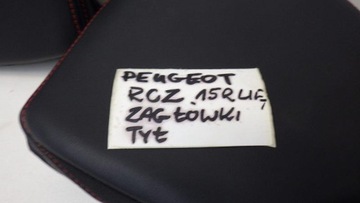 PEUGEOT
RCZ .15R LIFT
ZAGŁÓWKI
TYŁ